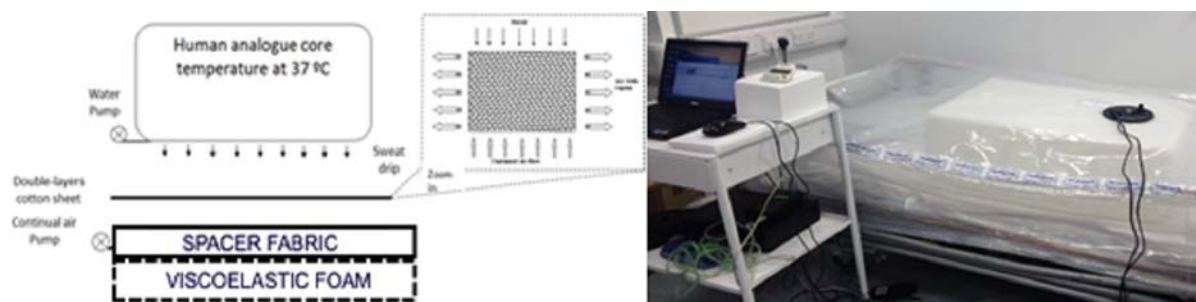 Human analogue core
temperature at 37 ºC
Water
Pump
Sweat
drip
Zoom-
in
Double-layers
cotton sheet
Continual air
Pump
SPACER FABRIC
VISCOELASTIC FOAM